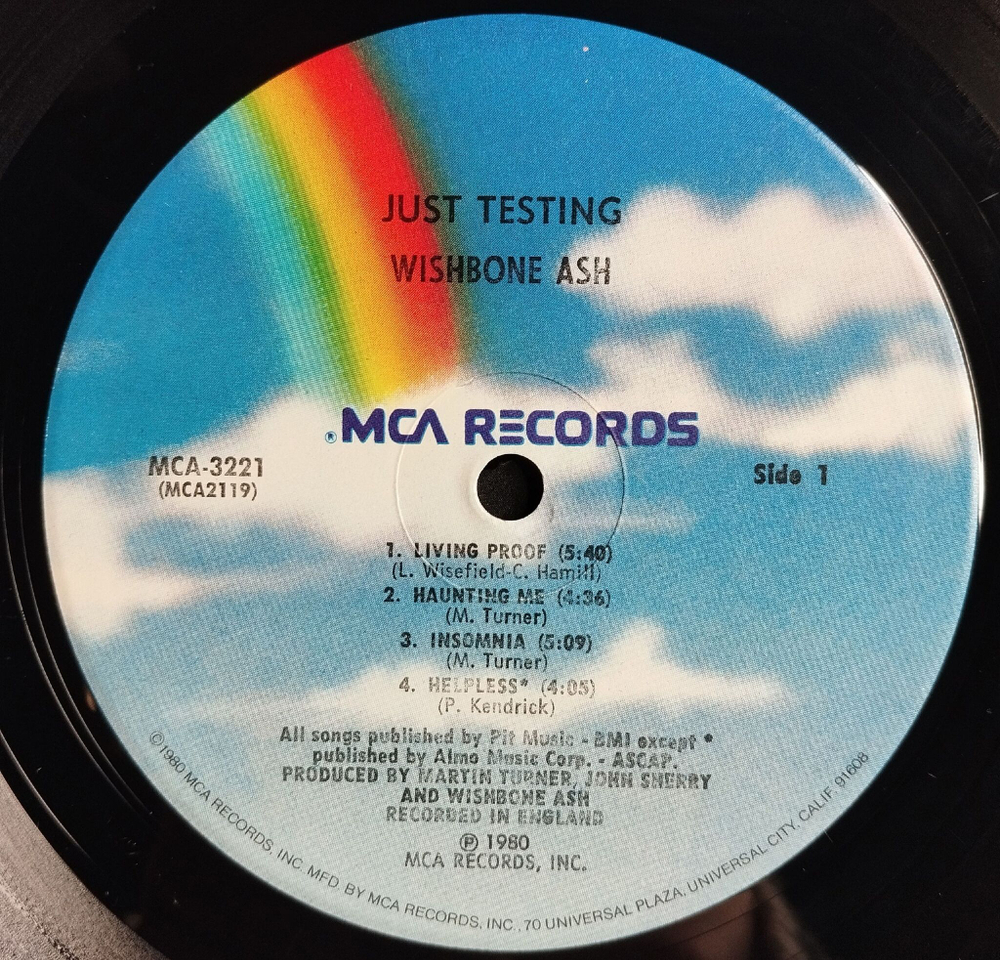 JUST TESTING
WISHBONE ASH
® MCA RECORDS
MCA-3221
(MCA2119)
Side 1
1. LIVING PROOF (5:40)
(L. Wisefield-C. Hamill)
2. HAUNTING ME (4:36)
(M. Turner)
3. INSOMNIA (5:09)
(M. Turner)
4. HELPLESS* (4:05)
(P. Kendrick)
All songs published by Pit Music - BMI except *
published by Almo Music Corp. - ASCAP.
PRODUCED BY MARTIN TURNER, JOHN SHERRY
AND WISHBONE ASH
RECORDED IN ENGLAND
℗ 1980
MCA RECORDS, INC.
©1980 MCA RECORDS, INC. MFD. BY MCA RECORDS, INC., 70 UNIVERSAL PLAZA, UNIVERSAL CITY, CALIF. 91608